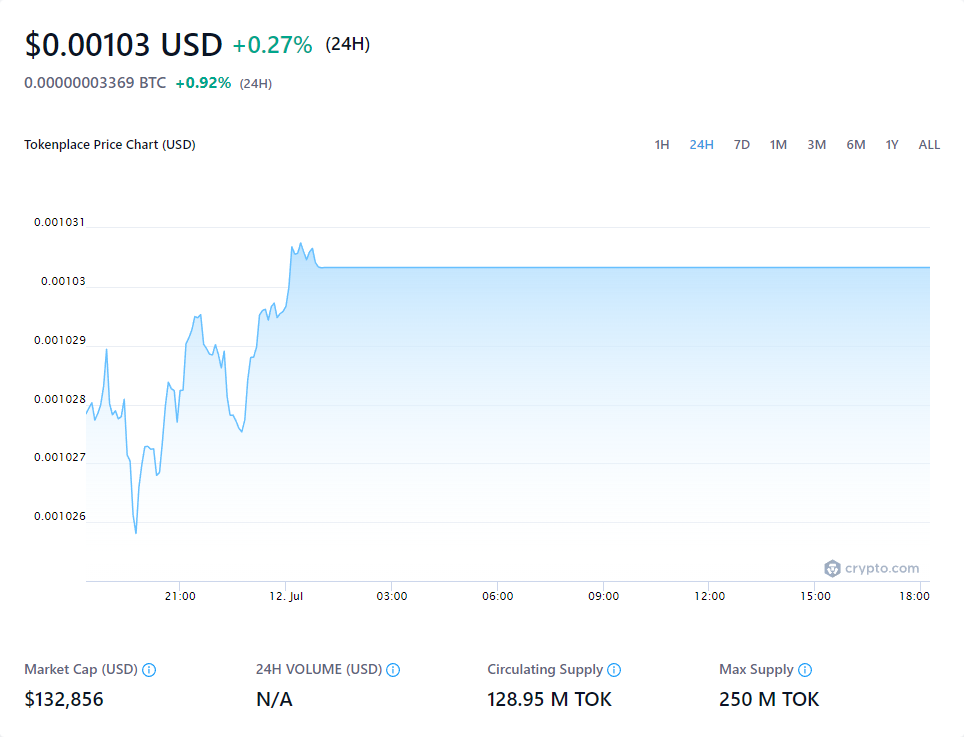 $0.00103 USD +0.27% (24H)
0.00000003369 BTC +0.92% (24H)
Tokenplace Price Chart (USD)
1H 24H 7D 1M 3M 6M 1Y ALL
0.001031
0.00103
0.001029
0.001028
0.001027
0.001026
crypto.com
21:00 12. Jul 03:00 06:00 09:00 12:00 15:00 18:00
Market Cap (USD) 24H VOLUME (USD) Circulating Supply Max Supply
$132,856 N/A 128.95 M TOK 250 M TOK